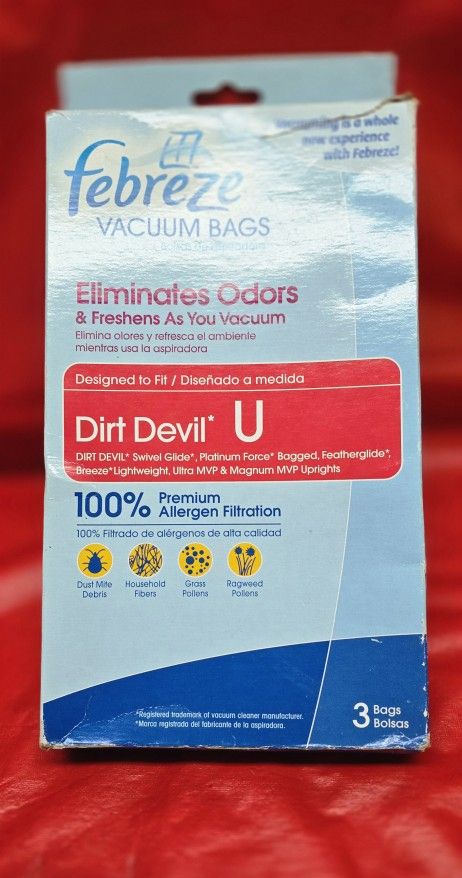 Vacuuming is a whole
new experience
with Febreze!
febreze
VACUUM BAGS
Eliminates Odors
& Freshens As You Vacuum
Elimina olores y refresca el ambiente
mientras usa la aspiradora
Designed to Fit / Diseñado a medida
Dirt Devil* U
DIRT DEVIL* Swivel Glide*, Platinum Force* Bagged, Featherglide*,
Breeze*Lightweight, Ultra MVP & Magnum MVP Uprights
100% Premium
Allergen Filtration
100% Filtrado de alérgenos de alta calidad
Dust Mite
Debris
Household
Fibers
Grass
Pollens
Ragweed
Pollens
*Registered trademark of vacuum cleaner manufacturer.
*Marca registrada del fabricante de la aspiradora.
3 Bags
Bolsas